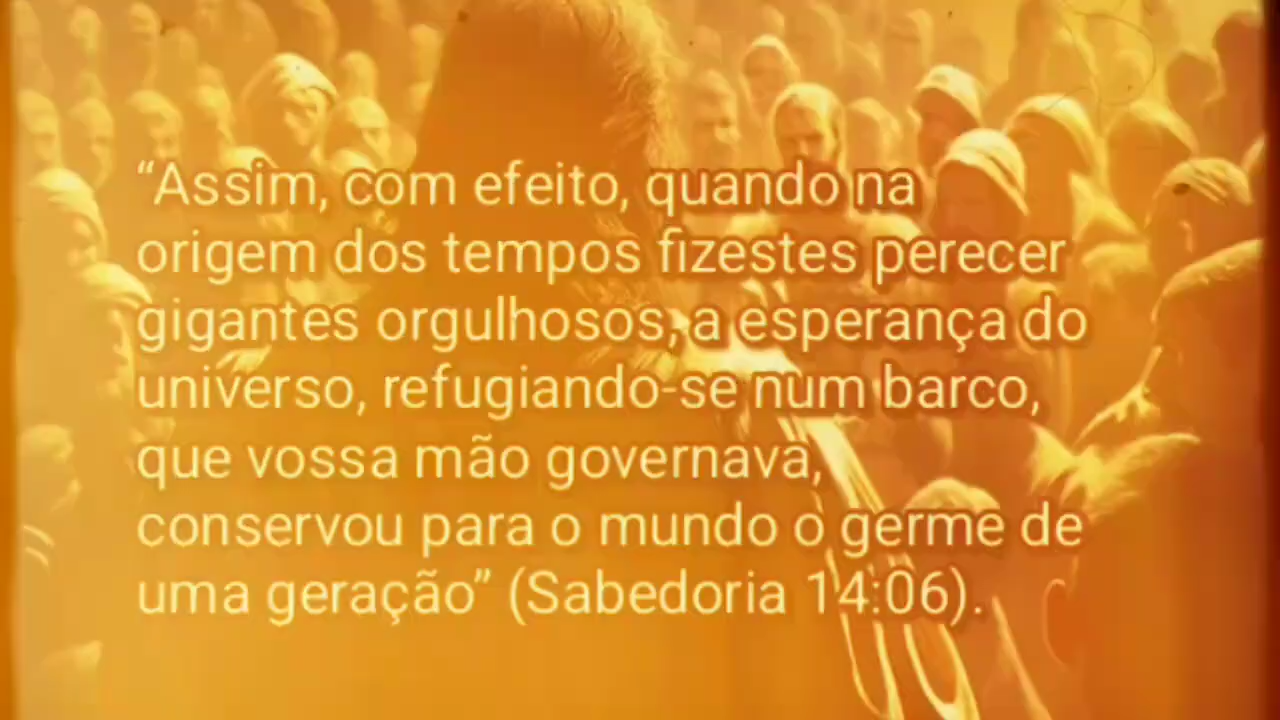 “Assim, com efeito, quando na
origem dos tempos fizestes perecer
gigantes orgulhosos, a esperança do
universo, refugiando-se num barco,
que vossa mão governava,
conservou para o mundo o germe de
uma geração” (Sabedoria 14:06).